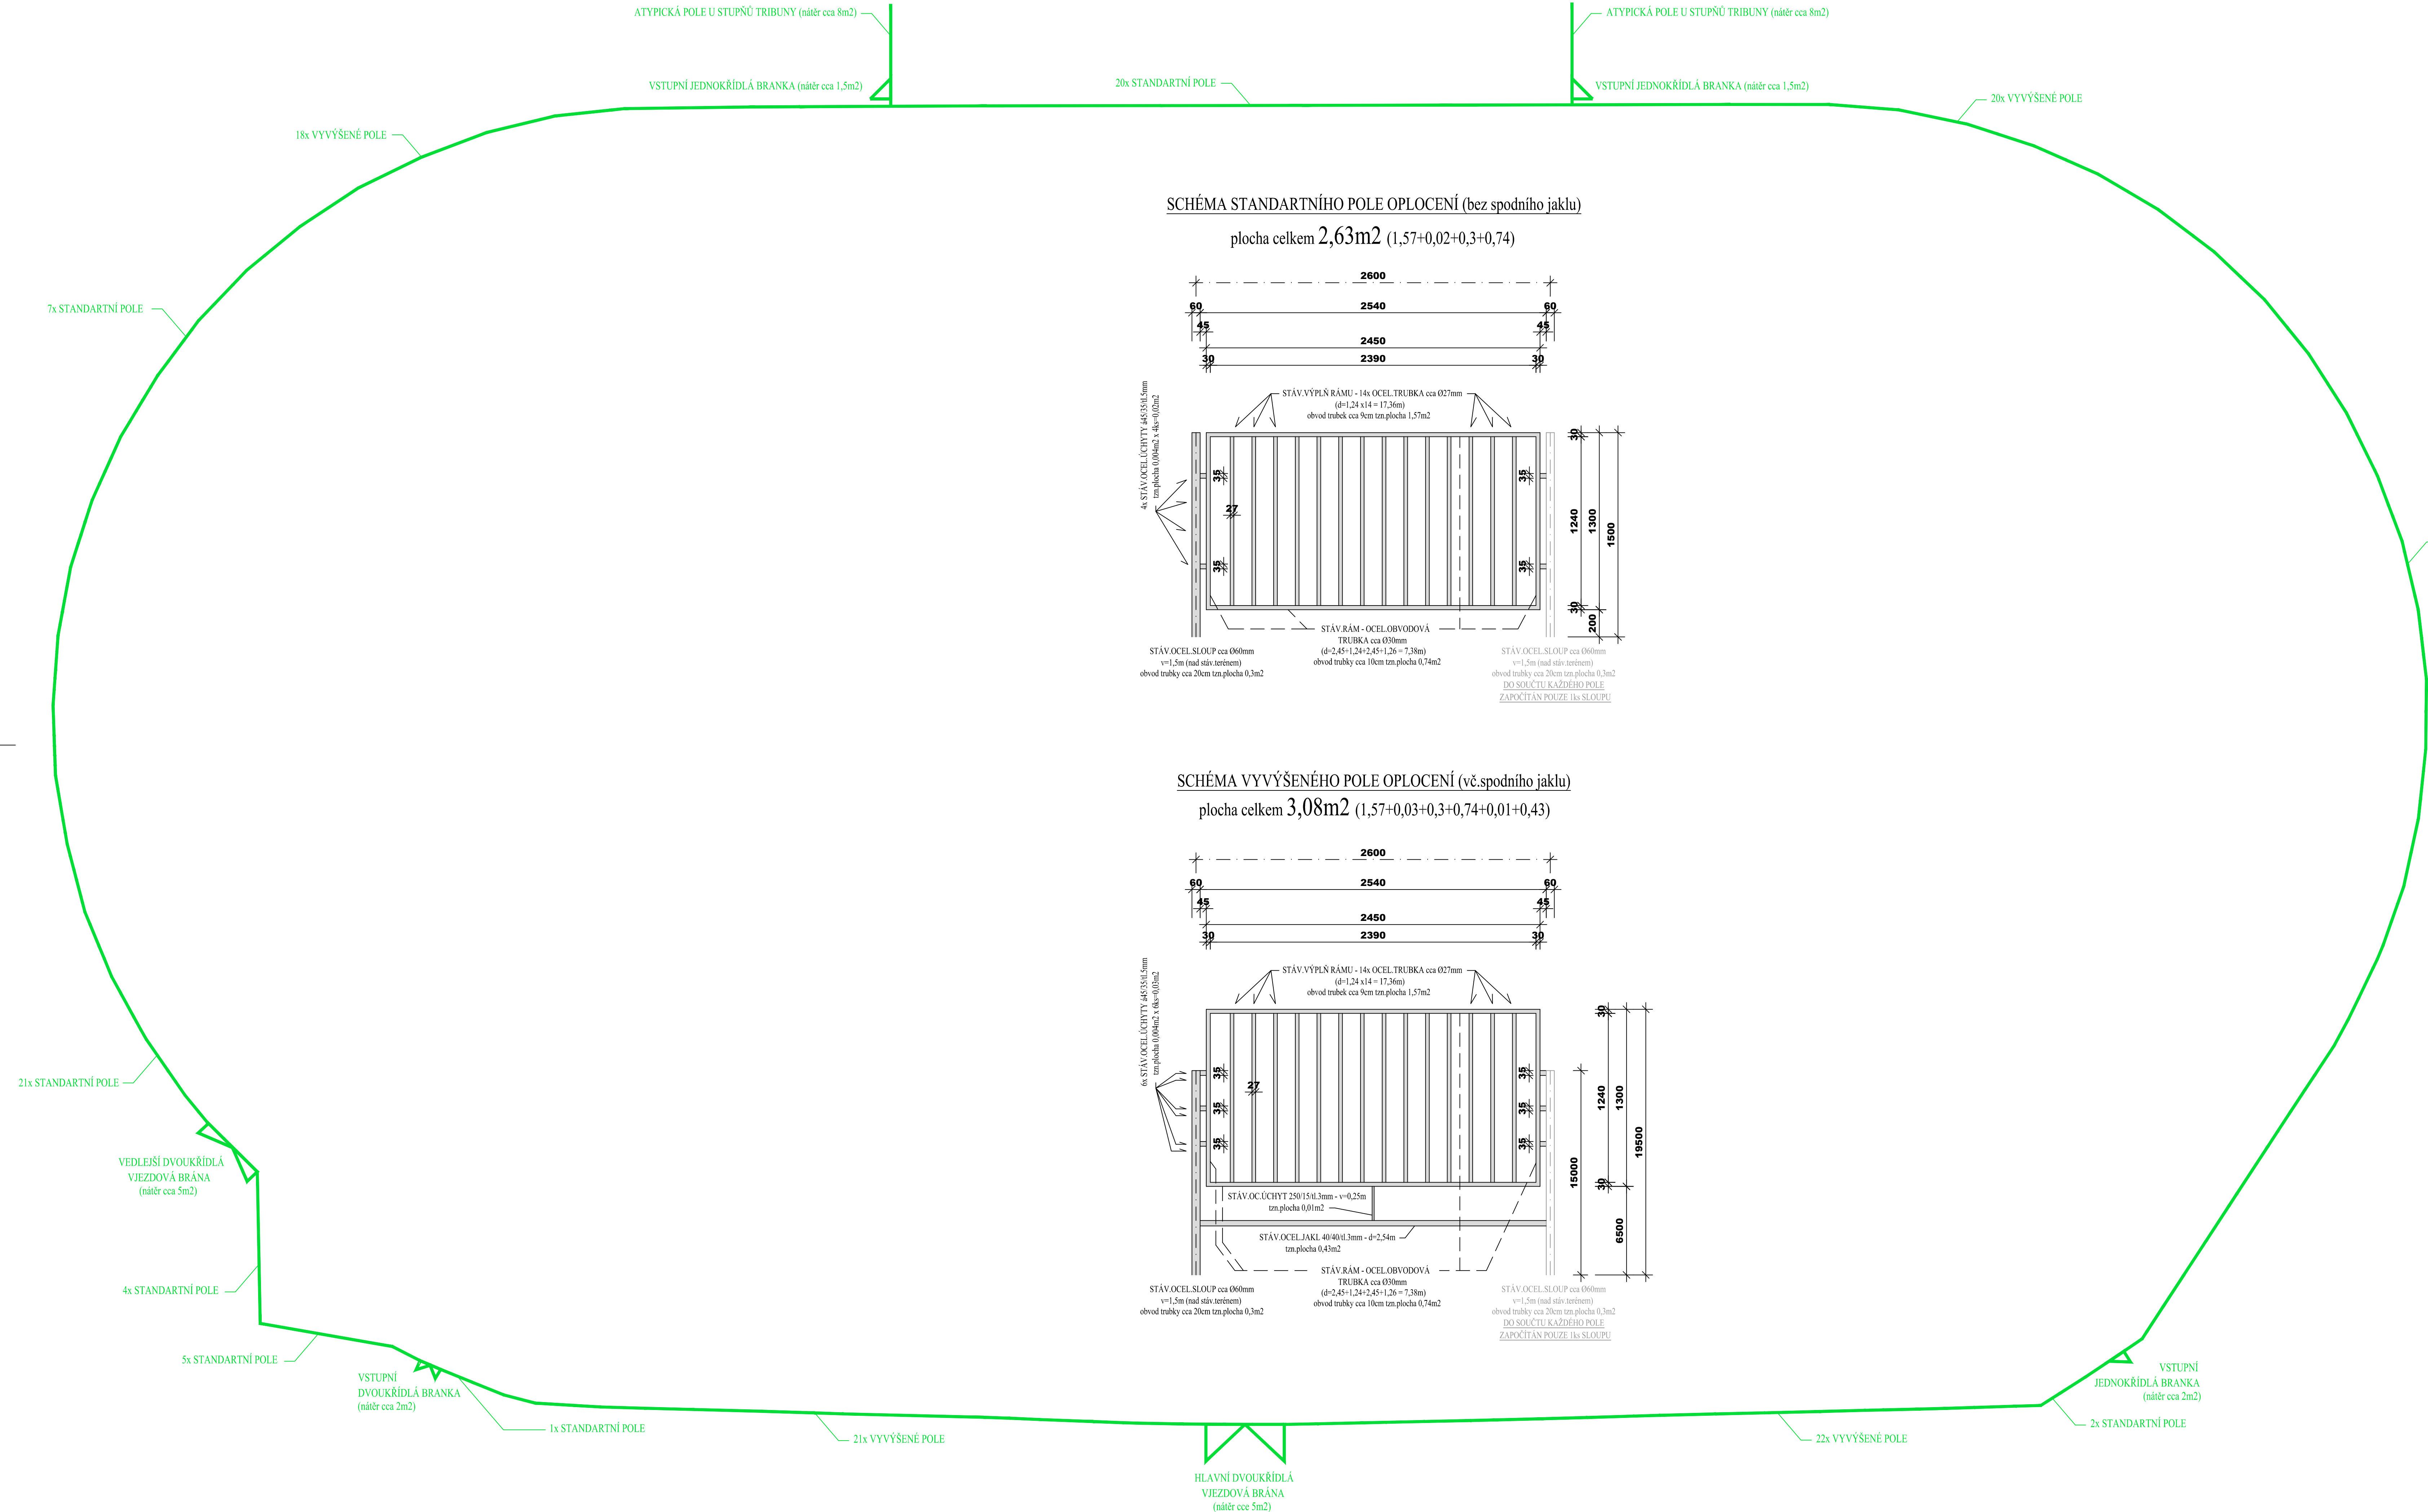 ATYPICKÁ POLE U STUPŇŮ TRIBUNY (nátěr cca 8m2)
ATYPICKÁ POLE U STUPŇŮ TRIBUNY (nátěr cca 8m2)
VSTUPNÍ JEDNOKŘÍDLÁ BRANKA (nátěr cca 1,5m2)
20x STANDARTNÍ POLE
VSTUPNÍ JEDNOKŘÍDLÁ BRANKA (nátěr cca 1,5m2)
20x VYVÝŠENÉ POLE
18x VYVÝŠENÉ POLE
7x STANDARTNÍ POLE
SCHÉMA STANDARTNÍHO POLE OPLOCENÍ (bez spodního jaklu)
plocha celkem 2,63m2 (1,57+0,02+0,3+0,74)
2600
60
2540
60
45
45
2450
30
2390
30
4x STÁV.OCEL.ÚCHYTY á45/35/tl.5mm
tzn.plocha 0,004m2 x 4ks=0,02m2
STÁV.VÝPLŇ RÁMU - 14x OCEL.TRUBKA cca Ø27mm
(d=1,24 x14 = 17,36m)
obvod trubek cca 9cm tzn.plocha 1,57m2
35
35
27
35
35
30
1240
1300
1500
30
200
STÁV.RÁM - OCEL.OBVODOVÁ
TRUBKA cca Ø30mm
(d=2,45+1,24+2,45+1,26 = 7,38m)
obvod trubky cca 10cm tzn.plocha 0,74m2
STÁV.OCEL.SLOUP cca Ø60mm
v=1,5m (nad stáv.terénem)
obvod trubky cca 20cm tzn.plocha 0,3m2
STÁV.OCEL.SLOUP cca Ø60mm
v=1,5m (nad stáv.terénem)
obvod trubky cca 20cm tzn.plocha 0,3m2
DO SOUČTU KAŽDÉHO POLE
ZAPOČÍTÁN POUZE 1ks SLOUPU
SCHÉMA VYVÝŠENÉHO POLE OPLOCENÍ (vč.spodního jaklu)
plocha celkem 3,08m2 (1,57+0,03+0,3+0,74+0,01+0,43)
2600
60
2540
60
45
45
2450
30
2390
30
6x STÁV.OCEL.ÚCHYTY á45/35/tl.5mm
tzn.plocha 0,004m2 x 6ks=0,03m2
STÁV.VÝPLŇ RÁMU - 14x OCEL.TRUBKA cca Ø27mm
(d=1,24 x14 = 17,36m)
obvod trubek cca 9cm tzn.plocha 1,57m2
35
35
27
35
35
35
35
30
1240
1300
19500
15000
30
6500
STÁV.OC.ÚCHYT 250/15/tl.3mm - v=0,25m
tzn.plocha 0,01m2
STÁV.OCEL.JAKL 40/40/tl.3mm - d=2,54m
tzn.plocha 0,43m2
STÁV.RÁM - OCEL.OBVODOVÁ
TRUBKA cca Ø30mm
(d=2,45+1,24+2,45+1,26 = 7,38m)
obvod trubky cca 10cm tzn.plocha 0,74m2
STÁV.OCEL.SLOUP cca Ø60mm
v=1,5m (nad stáv.terénem)
obvod trubky cca 20cm tzn.plocha 0,3m2
STÁV.OCEL.SLOUP cca Ø60mm
v=1,5m (nad stáv.terénem)
obvod trubky cca 20cm tzn.plocha 0,3m2
DO SOUČTU KAŽDÉHO POLE
ZAPOČÍTÁN POUZE 1ks SLOUPU
21x STANDARTNÍ POLE
VEDLEJŠÍ DVOUKŘÍDLÁ
VJEZDOVÁ BRÁNA
(nátěr cca 5m2)
4x STANDARTNÍ POLE
5x STANDARTNÍ POLE
VSTUPNÍ
DVOUKŘÍDLÁ BRANKA
(nátěr cca 2m2)
1x STANDARTNÍ POLE
21x VYVÝŠENÉ POLE
HLAVNÍ DVOUKŘÍDLÁ
VJEZDOVÁ BRÁNA
(nátěr cce 5m2)
22x VYVÝŠENÉ POLE
2x STANDARTNÍ POLE
VSTUPNÍ
JEDNOKŘÍDLÁ BRANKA
(nátěr cca 2m2)